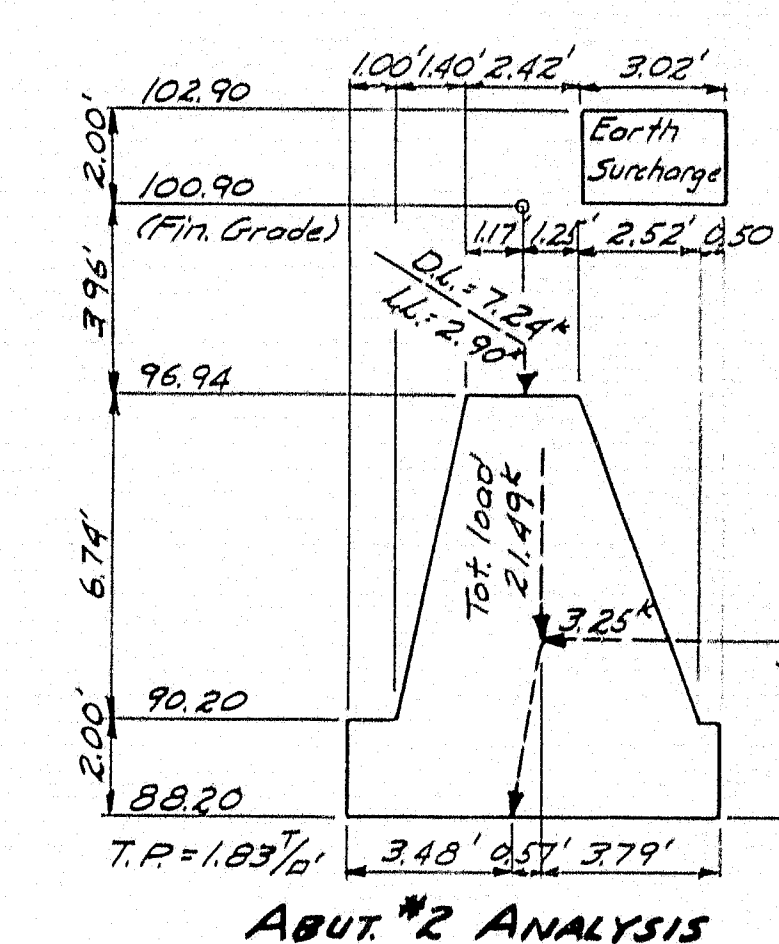 1.00' 1.40' 2.42' 3.02'
102.90
Earth
Surcharge
2.00'
100.90
(Fin. Grade)
1.17 1.25' 2.52' 0.50
3.96'
D.L. = 7.24k
L.L. = 2.90k
96.94
Tot. load
21.49k
6.74'
3.25k
90.20
2.00'
88.20
T.P. = 1.83 T/□'
3.48' 0.57' 3.79'
ABUT. #2 ANALYSIS